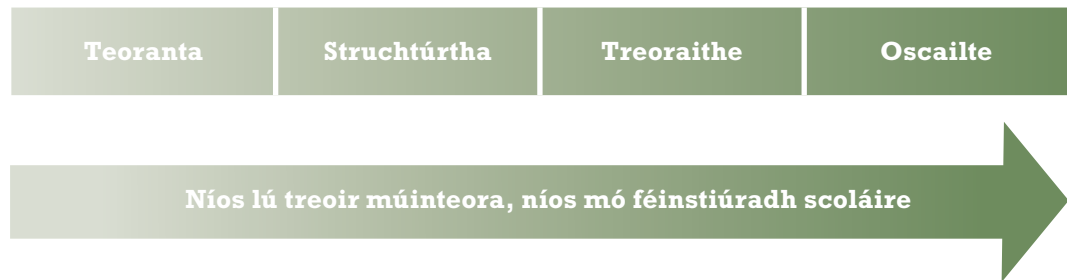 Teoranta
Struchtúrtha
Treoraithe
Oscailte
Níos lú treoir múinteora, níos mó féinstiúradh scoláire